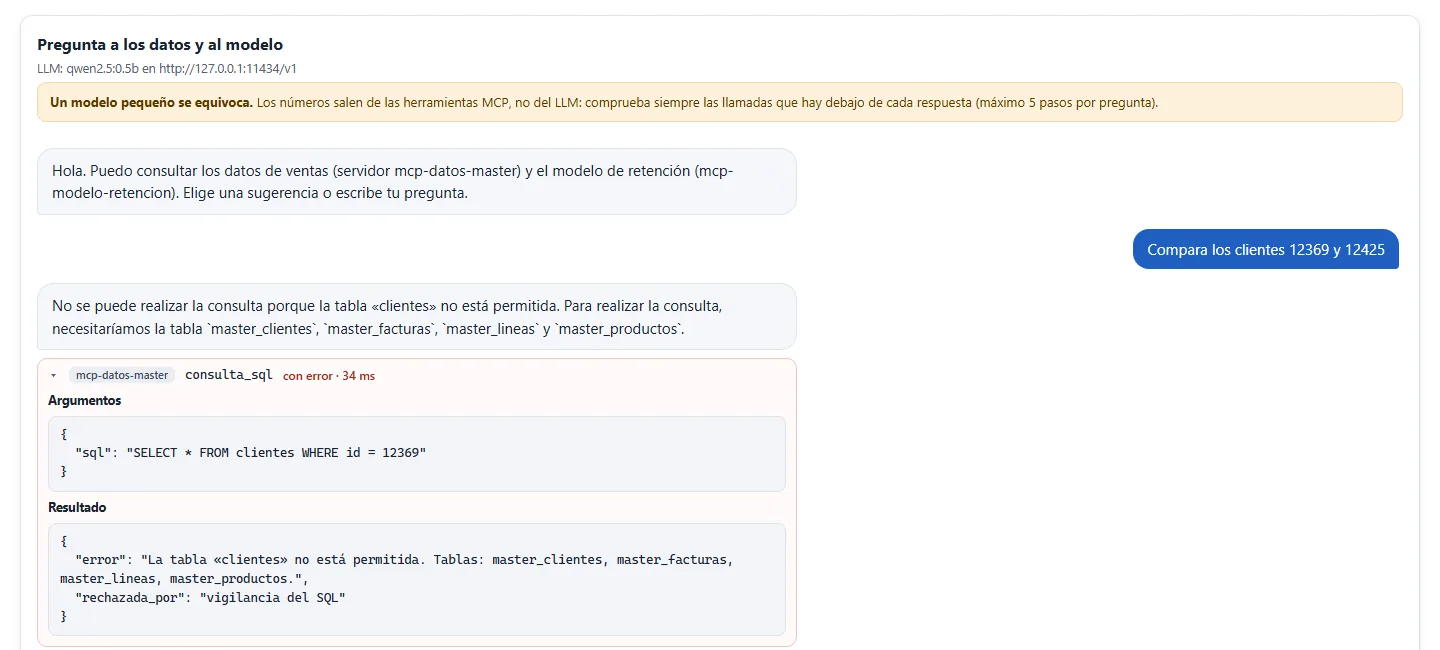 Pregunta a los datos y al modelo
LLM: qwen2.5:0.5b en http://127.0.0.1:11434/v1
Un modelo pequeño se equivoca. Los números salen de las herramientas MCP, no del LLM: comprueba siempre las llamadas que hay debajo de cada respuesta (máximo 5 pasos por pregunta).
Hola. Puedo consultar los datos de ventas (servidor mcp-datos-master) y el modelo de retención (mcp-
modelo-retencion). Elige una sugerencia o escribe tu pregunta.
Compara los clientes 12369 y 12425
No se puede realizar la consulta porque la tabla «clientes» no está permitida. Para realizar la consulta,
necesitaríamos la tabla `master_clientes`, `master_facturas`, `master_lineas` y `master_productos`.
mcp-datos-master consulta_sql con error · 34 ms
Argumentos
{
"sql": "SELECT * FROM clientes WHERE id = 12369"
}
Resultado
{
"error": "La tabla «clientes» no está permitida. Tablas: master_clientes, master_facturas,
master_lineas, master_productos.",
"rechazada_por": "vigilancia del SQL"
}